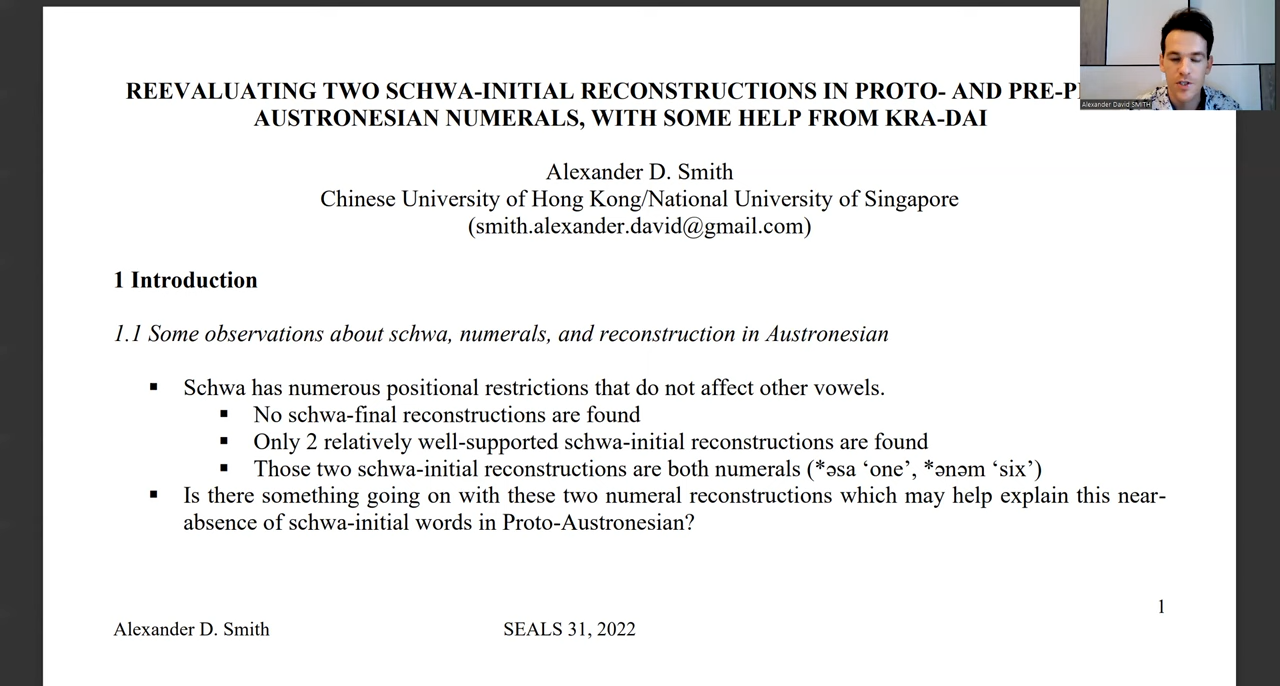 REEVALUATING TWO SCHWA-INITIAL RECONSTRUCTIONS IN PROTO- AND
AUSTRONESIAN NUMERALS, WITH SOME HELP FROM KRA-DAI
Alexander David SMITH
Alexander D. Smith
Chinese University of Hong Kong/National University of Singapore
(smith.alexander.david@gmail.com)
1 Introduction
1.1 Some observations about schwa, numerals, and reconstruction in Austronesian
▪ Schwa has numerous positional restrictions that do not affect other vowels.
▪ No schwa-final reconstructions are found
▪ Only 2 relatively well-supported schwa-initial reconstructions are found
▪ Those two schwa-initial reconstructions are both numerals (*əsa ‘one’, *ənəm ‘six’)
▪ Is there something going on with these two numeral reconstructions which may help explain this near-
absence of schwa-initial words in Proto-Austronesian?
1
Alexander D. Smith SEALS 31, 2022